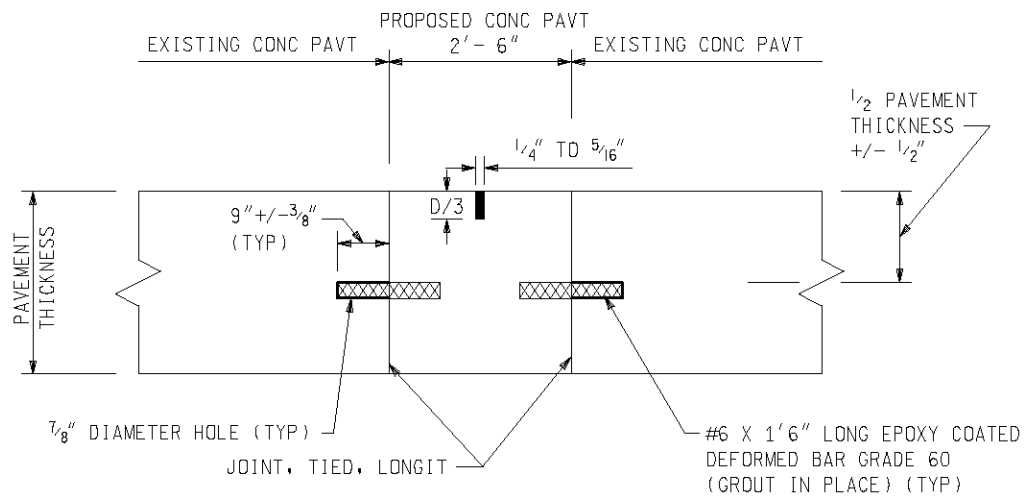 PROPOSED CONC PAVT
EXISTING CONC PAVT
2'- 6"
EXISTING CONC PAVT
1/2 PAVEMENT
THICKNESS
+/- 1/2"
1/4" TO 5/16"
D/3
9"+/-3/8"
(TYP)
PAVEMENT
THICKNESS
7/8" DIAMETER HOLE (TYP)
JOINT, TIED, LONGIT
#6 X 1'6" LONG EPOXY COATED
DEFORMED BAR GRADE 60
(GROUT IN PLACE) (TYP)